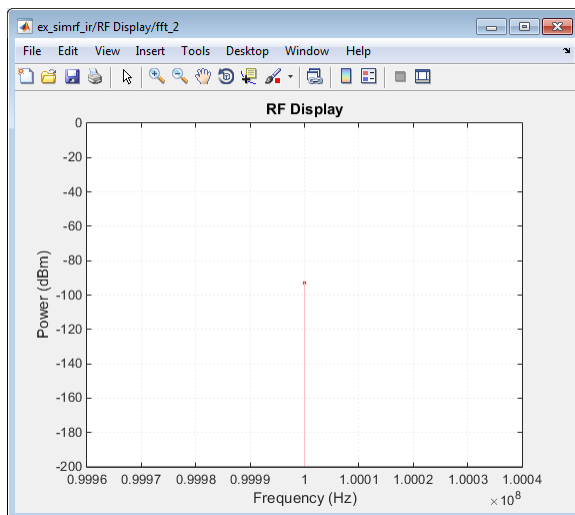 ex_simrf_ir/RF Display/fft_2
File Edit View Insert Tools Desktop Window Help
RF Display
0
-20
-40
-60
-80
-100
-120
-140
-160
-180
-200
Power (dBm)
0.9996 0.9997 0.9998 0.9999 1 1.0001 1.0002 1.0003 1.0004
Frequency (Hz)
×10⁸